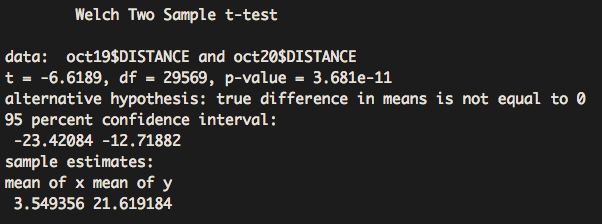 Welch Two Sample t-test
data:  oct19$DISTANCE and oct20$DISTANCE
t = -6.6189, df = 29569, p-value = 3.681e-11
alternative hypothesis: true difference in means is not equal to 0
95 percent confidence interval:
 -23.42084 -12.71882
sample estimates:
mean of x mean of y
 3.549356 21.619184